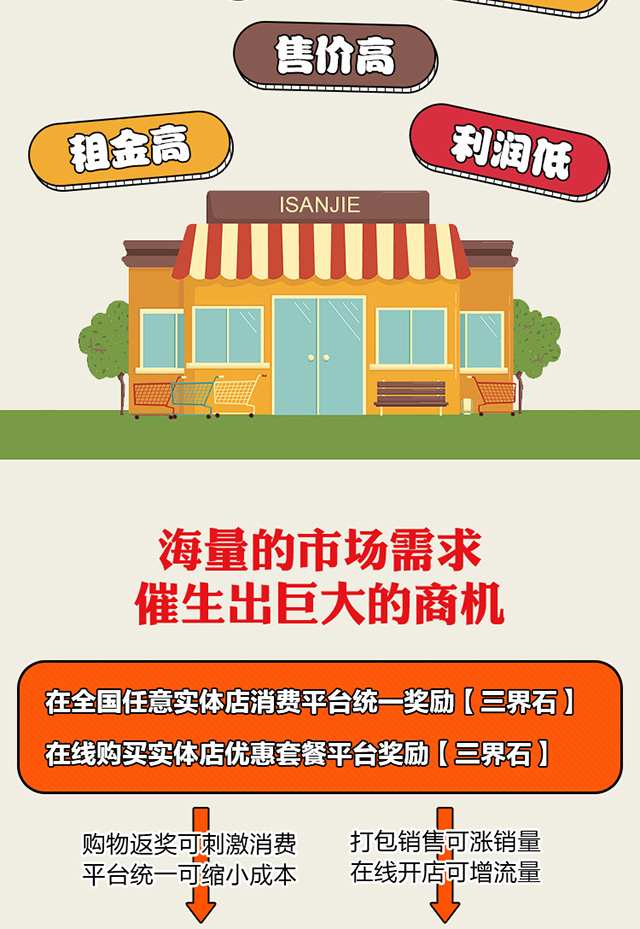 售价高
租金高
利润低
ISANJIE
海量的市场需求
催生出巨大的商机
在全国任意实体店消费平台统一奖励【三界石】
在线购买实体店优惠套餐平台奖励【三界石】
购物返奖可刺激消费
平台统一可缩小成本
打包销售可涨销量
在线开店可增流量